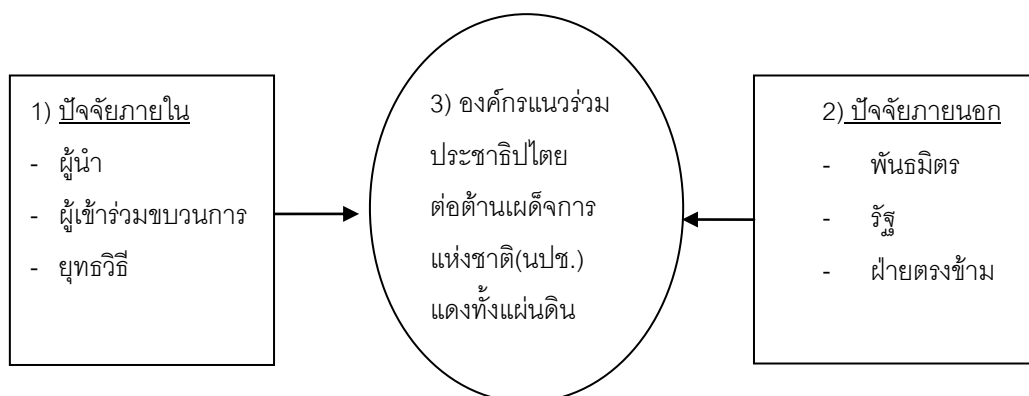 1) ปัจจัยภายใน
- ผู้นำ
- ผู้เข้าร่วมขบวนการ
- ยุทธวิธี
3) องค์กรแนวร่วม
ประชาธิปไตย
ต่อต้านเผด็จการ
แห่งชาติ(นปช.)
แดงทั้งแผ่นดิน
2) ปัจจัยภายนอก
- พันธมิตร
- รัฐ
- ฝ่ายตรงข้าม